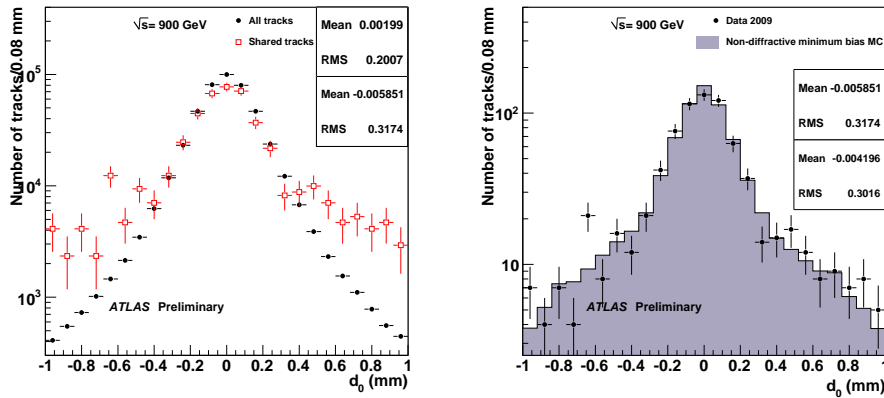 √s= 900 GeV
All tracks
Shared tracks
Mean 0.00199
RMS 0.2007
Mean -0.005851
RMS 0.3174
Number of tracks/0.08 mm
10^5
10^4
10^3
ATLAS Preliminary
-1 -0.8 -0.6 -0.4 -0.2 0 0.2 0.4 0.6 0.8 1
d_0 (mm)
√s= 900 GeV
Data 2009
Non-diffractive minimum bias MC
Mean -0.005851
RMS 0.3174
Mean -0.004196
RMS 0.3016
Number of tracks/0.08 mm
10^2
10
ATLAS Preliminary
-1 -0.8 -0.6 -0.4 -0.2 0 0.2 0.4 0.6 0.8 1
d_0 (mm)